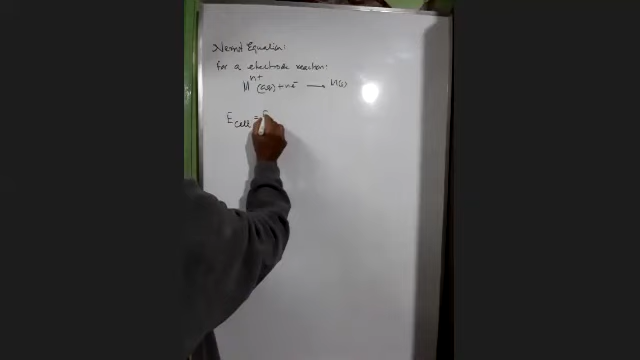 Nernst Equation:
for a electrode reaction:
M^n+ (aq) + ne⁻ → M(s)
E cell = E